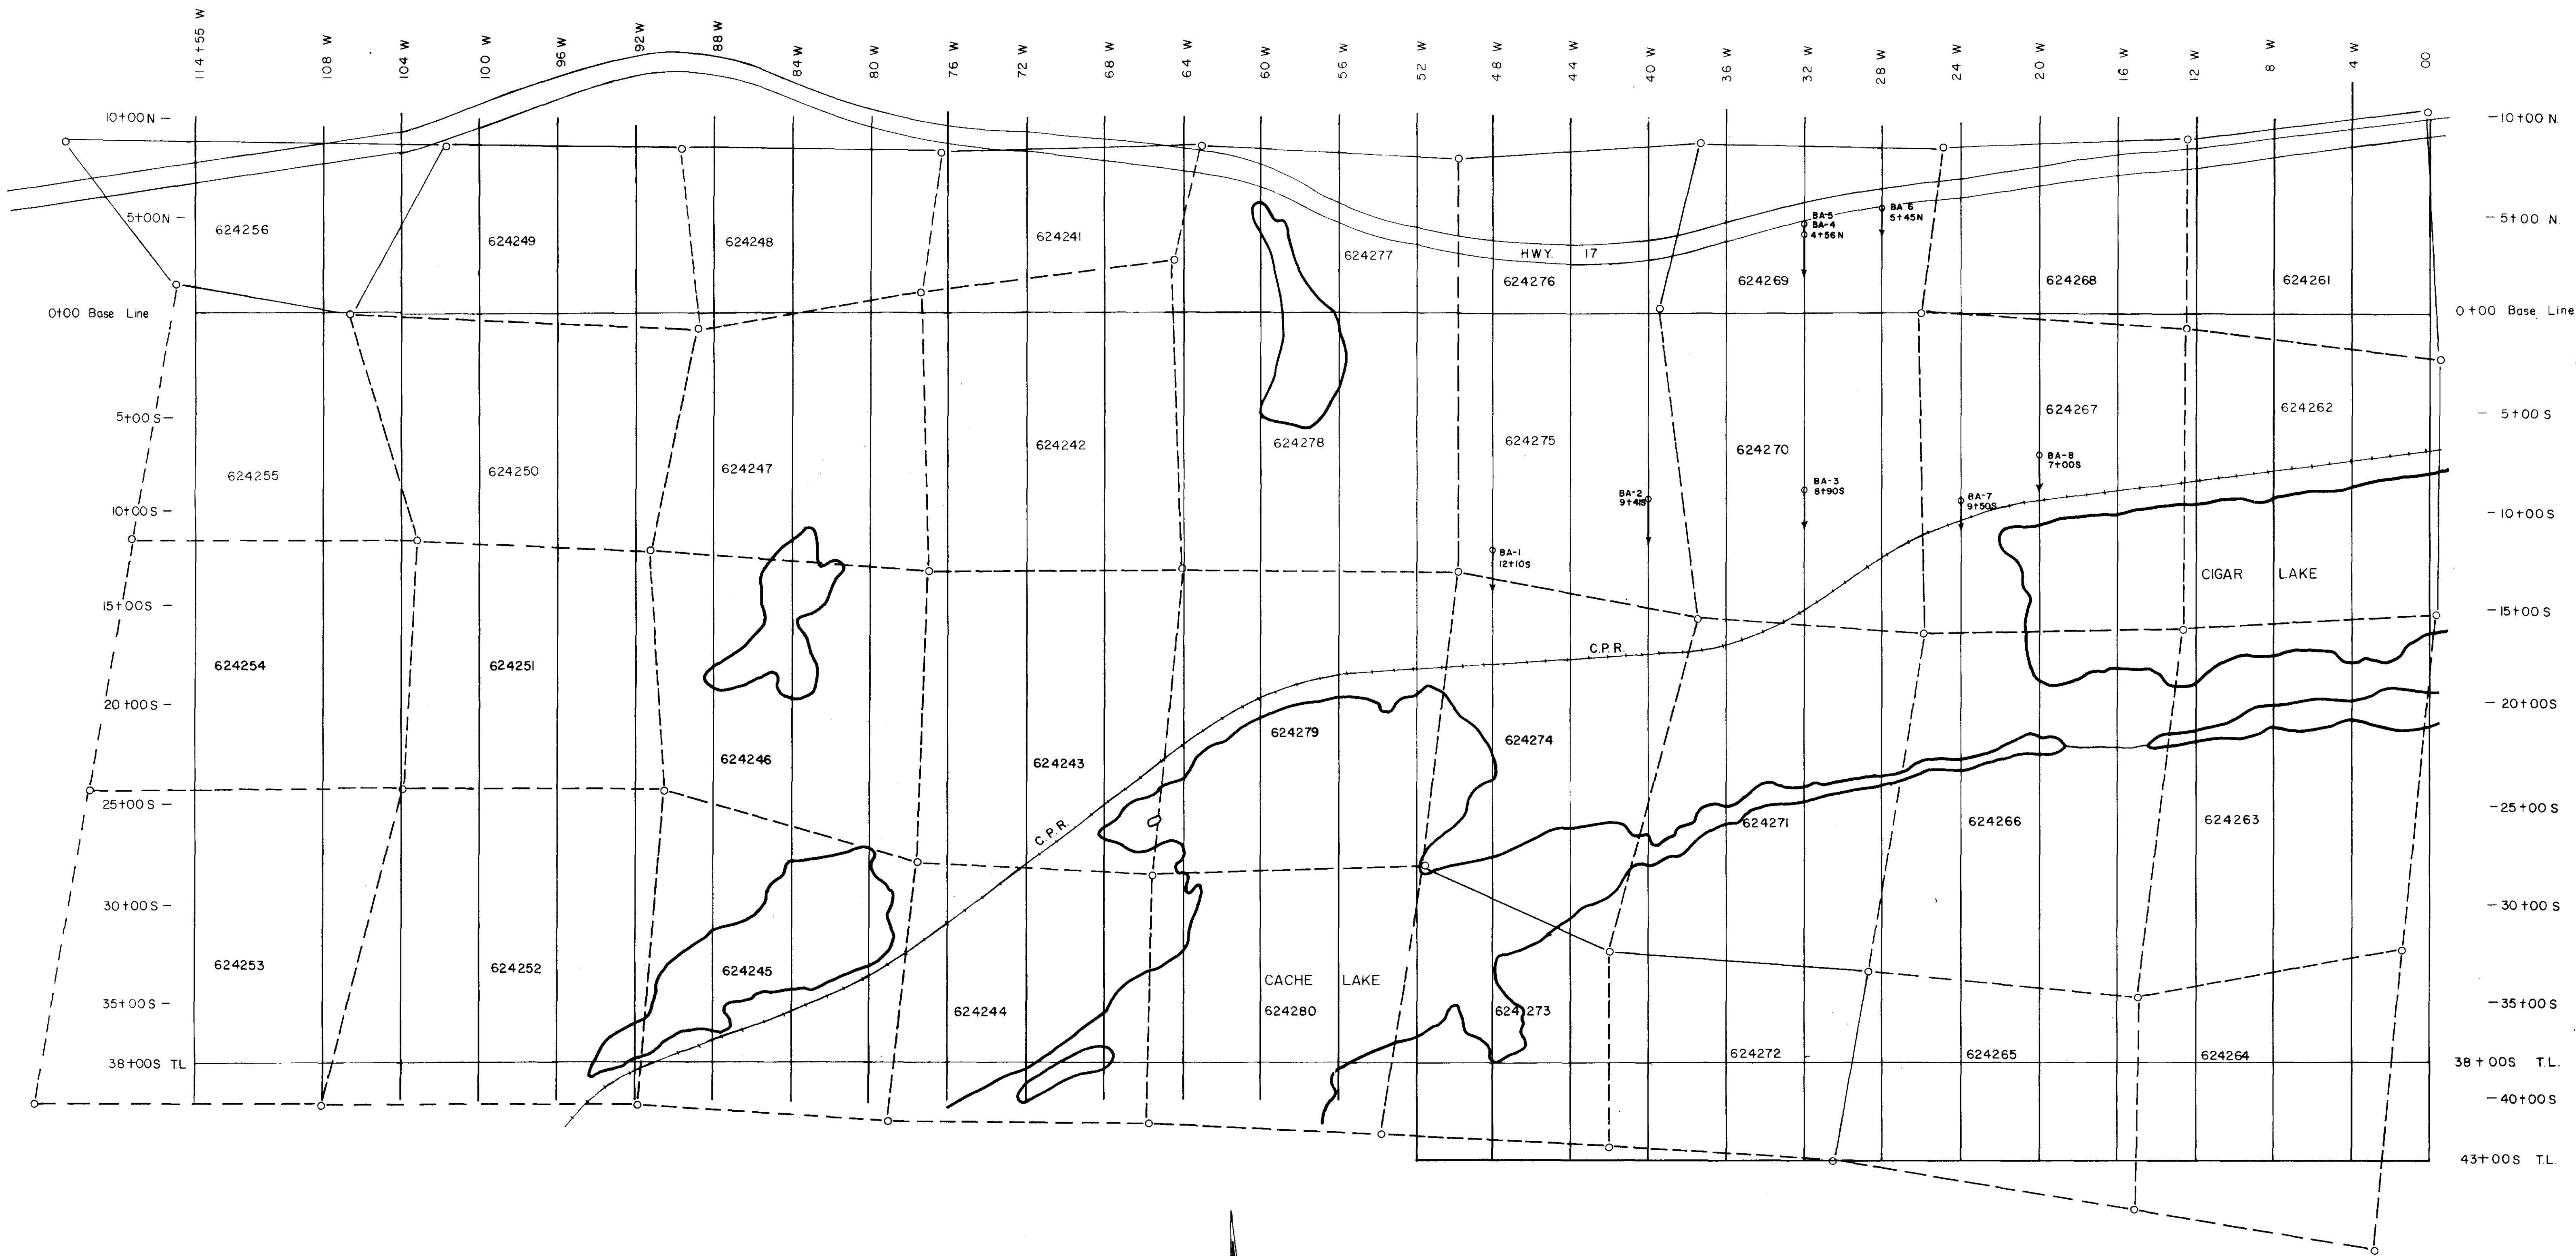 114+55 W
108 W
104 W
100 W
96 W
92 W
88 W
84 W
80 W
76 W
72 W
68 W
64 W
60 W
56 W
52 W
48 W
44 W
40 W
36 W
32 W
28 W
24 W
20 W
16 W
12 W
8 W
4 W
00
10+00N –
– 10+00 N.
5+00N –
– 5+00 N.
624256
624249
624248
624241
624277
HWY. 17
624276
624269
BA-5
BA-4
4+56N
BA-6
5+45N
624268
624261
0+00 Base Line
0+00 Base Line
5+00S –
– 5+00 S
624255
624250
624247
624242
624278
624275
624270
624267
624262
BA-2
9+41S
BA-3
8+90S
BA-8
7+00S
BA-7
9+50S
10+00S –
– 10+00S
BA-1
12+10S
CIGAR LAKE
15+00S –
– 15+00S
C.P.R.
624254
624251
20+00S –
– 20+00S
624246
624243
624279
624274
25+00S –
– 25+00 S
C.P.R.
624271
624266
624263
30+00S –
– 30+00 S
624253
624252
624245
CACHE LAKE
35+00S –
– 35+00 S
624244
624280
624273
38+00S T.L.
624272
624265
624264
38+00S T.L.
– 40+00 S
43+00S T.L.